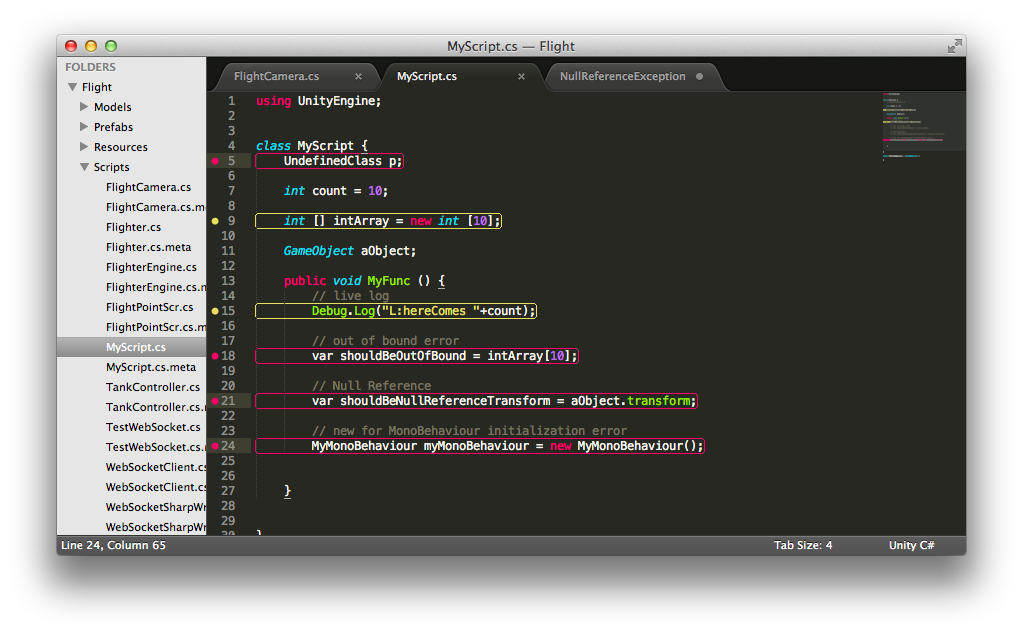 MyScript.cs — Flight
FOLDERS
Flight
Models
Prefabs
Resources
Scripts
FlightCamera.cs
FlightCamera.cs.m
Flighter.cs
Flighter.cs.meta
FlighterEngine.cs
FlighterEngine.cs.n
FlightPointScr.cs
FlightPointScr.cs.m
MyScript.cs
MyScript.cs.meta
TankController.cs
TankController.cs.
TestWebSocket.cs
TestWebSocket.cs.
WebSocketClient.cs
WebSocketClient.cs
WebSocketSharpWr
WebSocketSharpWr
FlightCamera.cs ×
MyScript.cs ×
NullReferenceException
1 using UnityEngine;
2
3
4 class MyScript {
5 UndefinedClass p;
6
7 int count = 10;
8
9 int [] intArray = new int [10];
10
11 GameObject aObject;
12
13 public void MyFunc () {
14 // live log
15 Debug.Log("L:hereComes "+count);
16
17 // out of bound error
18 var shouldBeOutOfBound = intArray[10];
19
20 // Null Reference
21 var shouldBeNullReferenceTransform = aObject.transform;
22
23 // new for MonoBehaviour initialization error
24 MyMonoBehaviour myMonoBehaviour = new MyMonoBehaviour();
25
26
27 }
28
29
30 }
Line 24, Column 65
Tab Size: 4
Unity C#